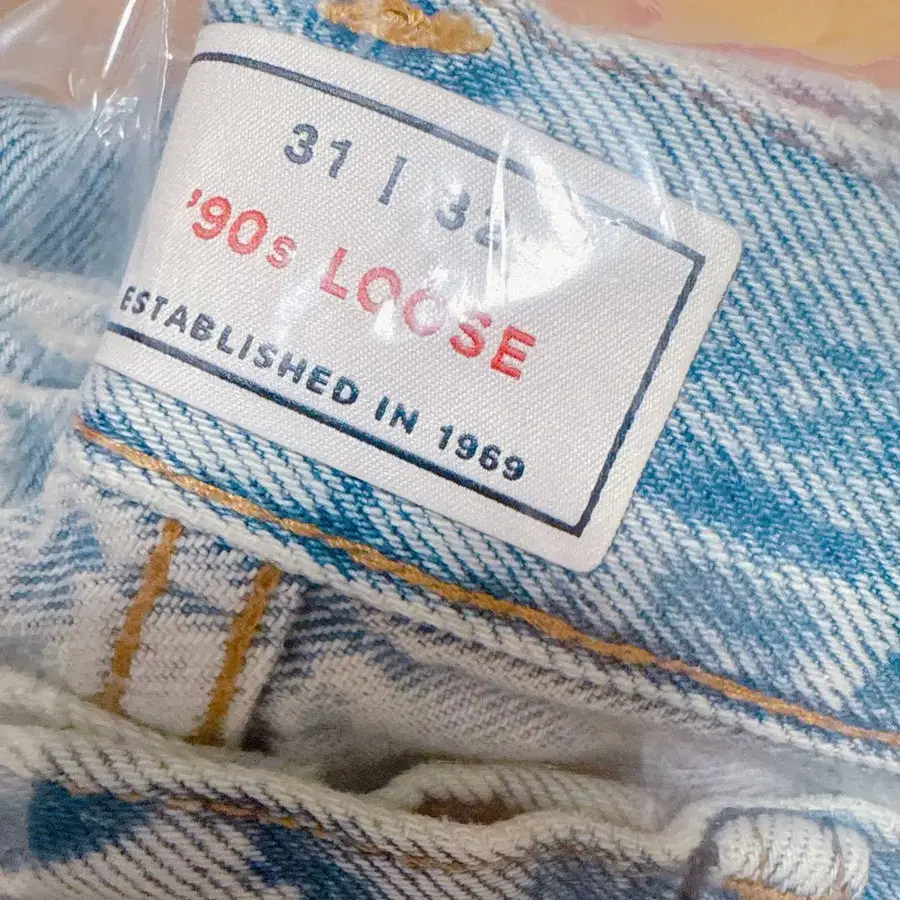 31 | 32
'90s LOOSE
ESTABLISHED IN 1969